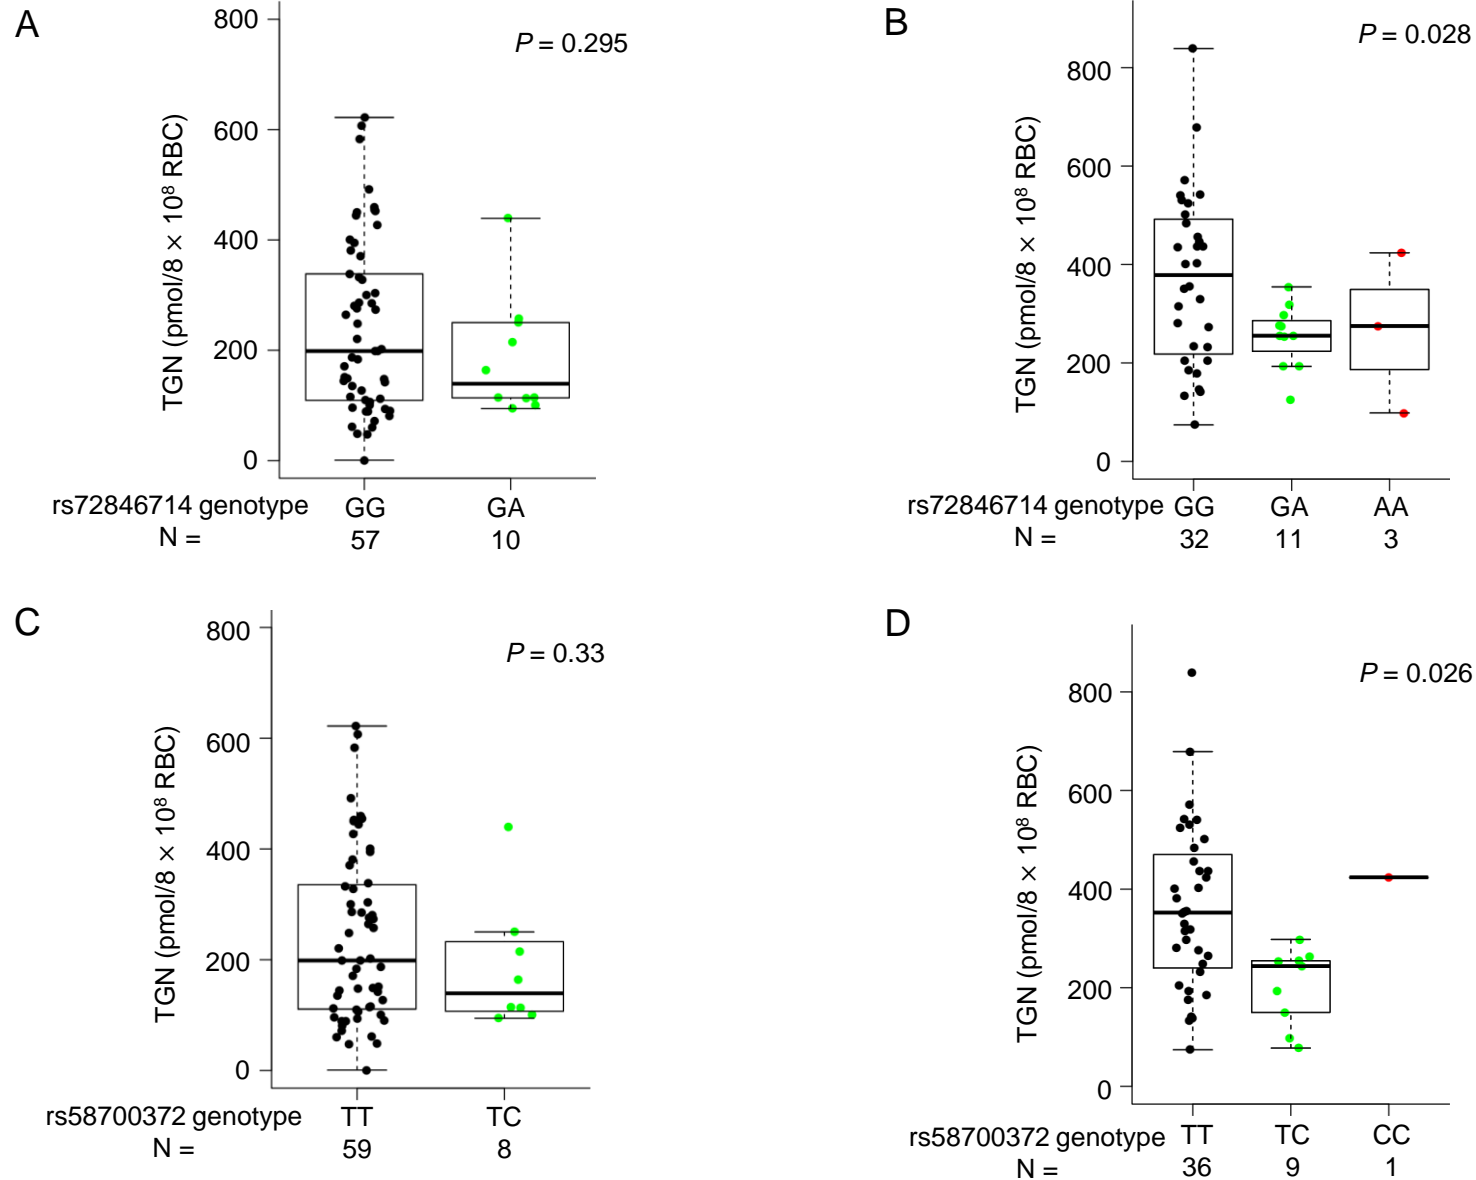 A
P = 0.295
TGN (pmol/8 × 10⁸ RBC)
800
600
400
200
0
rs72846714 genotype GG GA
N = 57 10
B
P = 0.028
TGN (pmol/8 × 10⁸ RBC)
800
600
400
200
0
rs72846714 genotype GG GA AA
N = 32 11 3
C
P = 0.33
TGN (pmol/8 × 10⁸ RBC)
800
600
400
200
0
rs58700372 genotype TT TC
N = 59 8
D
P = 0.026
TGN (pmol/8 × 10⁸ RBC)
800
600
400
200
0
rs58700372 genotype TT TC CC
N = 36 9 1